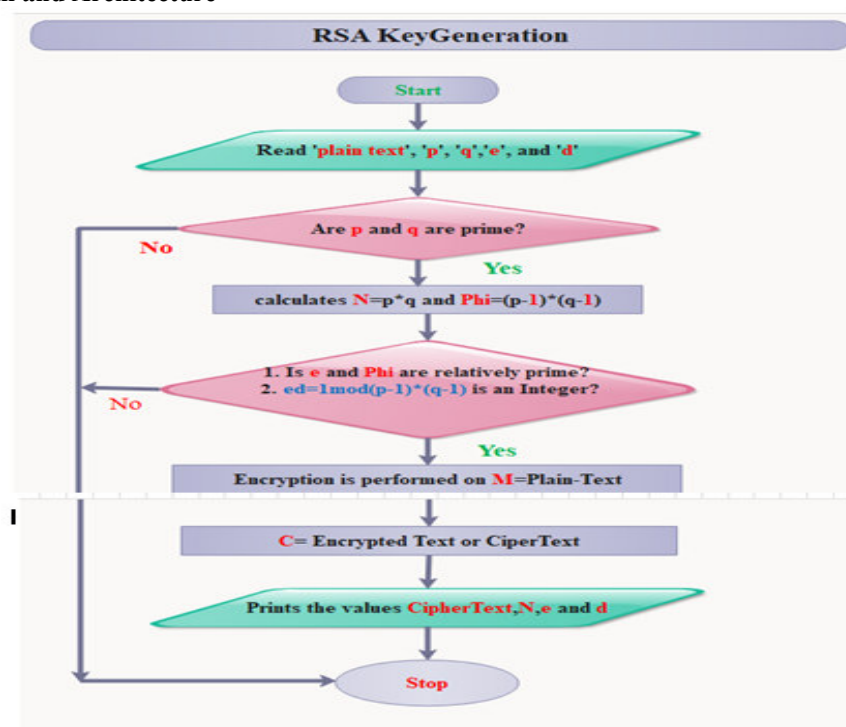 RSA KeyGeneration
Start
Read 'plain text', 'p', 'q','e', and 'd'
Are p and q are prime?
No
Yes
calculates N=p*q and Phi=(p-1)*(q-1)
1. Is e and Phi are relatively prime?
2. ed=1mod(p-1)*(q-1) is an Integer?
No
Yes
Encryption is performed on M=Plain-Text
C= Encrypted Text or CiperText
Prints the values CipherText,N,e and d
Stop